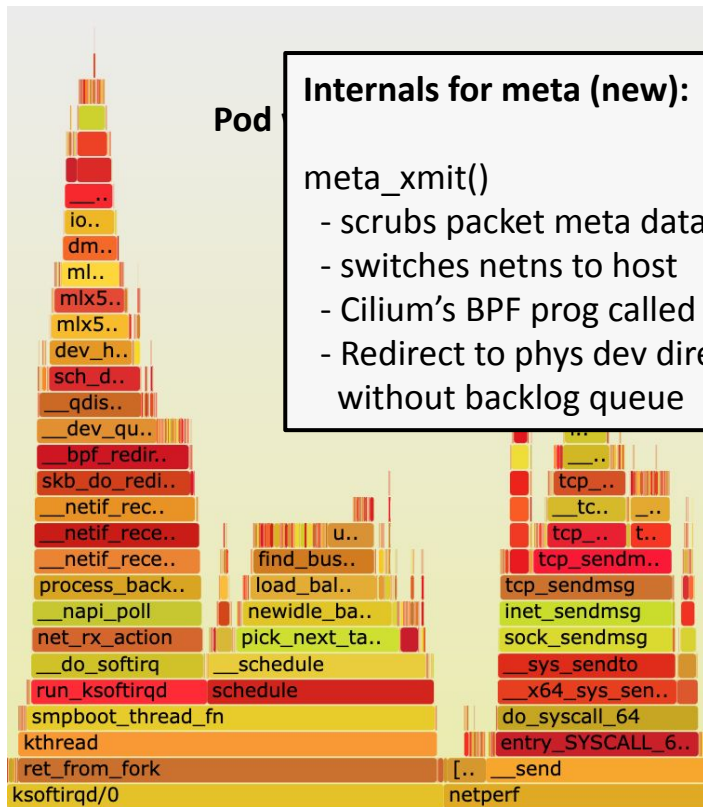 Pod
Internals for meta (new):
meta_xmit()
- scrubs packet meta data
- switches netns to host
- Cilium's BPF prog called
- Redirect to phys dev dire
without backlog queue
__..
io..
dm..
ml..
mlx5..
mlx5..
dev_h..
sch_d..
__qdis..
__dev_qu..
__bpf_redir..
skb_do_redi..
__netif_rec..
__netif_rece..
__netif_rece..
process_back..
__napi_poll
net_rx_action
__do_softirq
run_ksoftirqd
u..
find_bus..
load_bal..
newidle_ba..
pick_next_ta..
__schedule
schedule
smpboot_thread_fn
kthread
ret_from_fork
ksoftirqd/0
__..
tcp_..
__tc..
_..
tcp_..
t..
tcp_sendm..
tcp_sendmsg
inet_sendmsg
sock_sendmsg
__sys_sendto
__x64_sys_sen..
do_syscall_64
entry_SYSCALL_6..
[..
__send
netperf